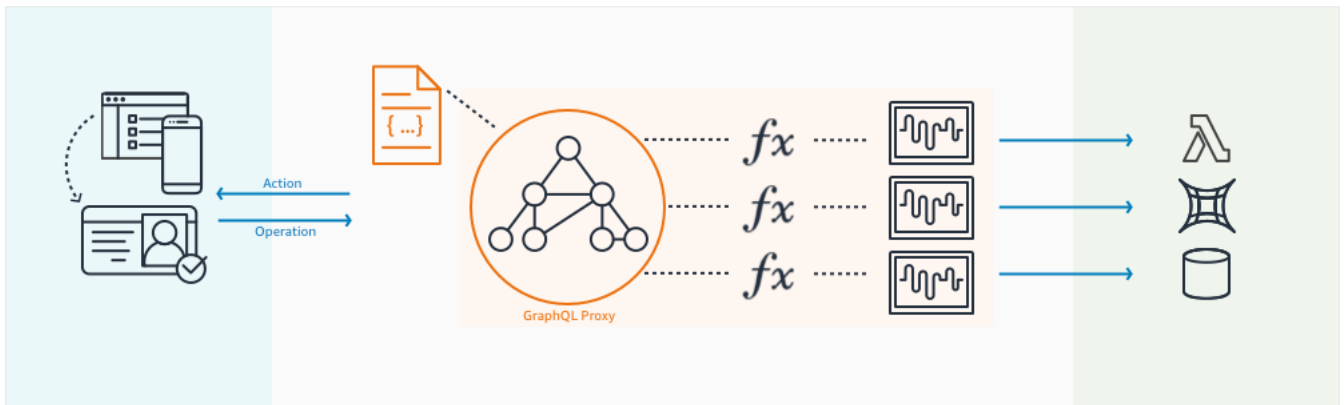 {...}
Action
Operation
fx
fx
fx
GraphQL Proxy